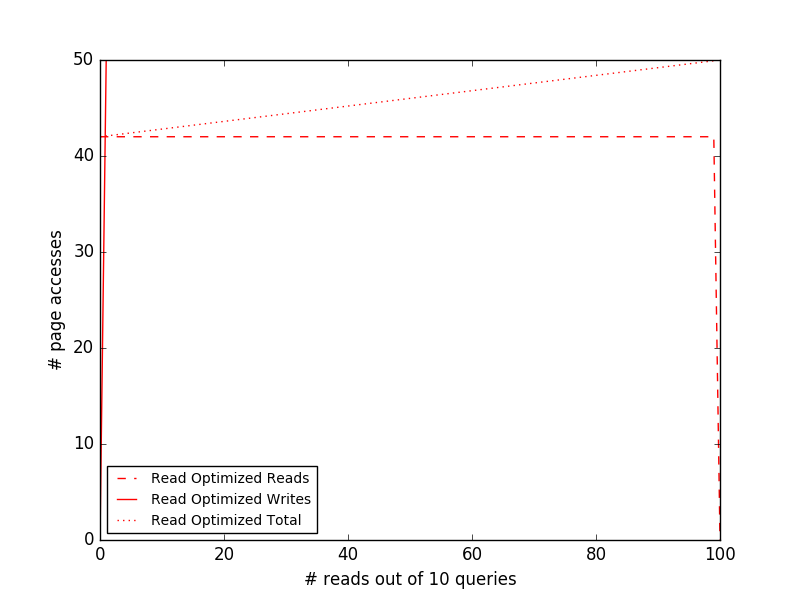 50
40
30
20
10
0
# page accesses
Read Optimized Reads
Read Optimized Writes
Read Optimized Total
0 20 40 60 80 100
# reads out of 10 queries